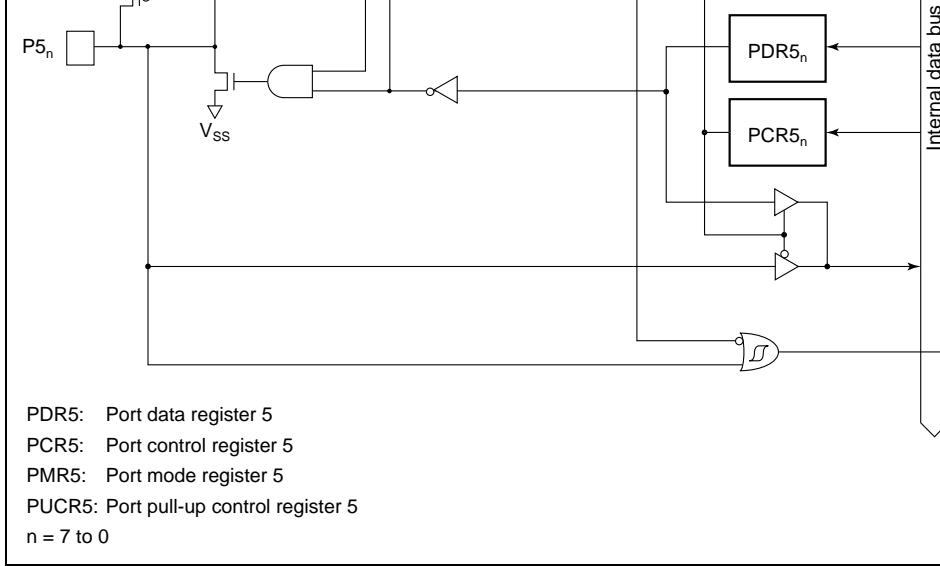 P5n
PDR5n
Internal data bus
VSS
PCR5n
PDR5: Port data register 5
PCR5: Port control register 5
PMR5: Port mode register 5
PUCR5: Port pull-up control register 5
n = 7 to 0